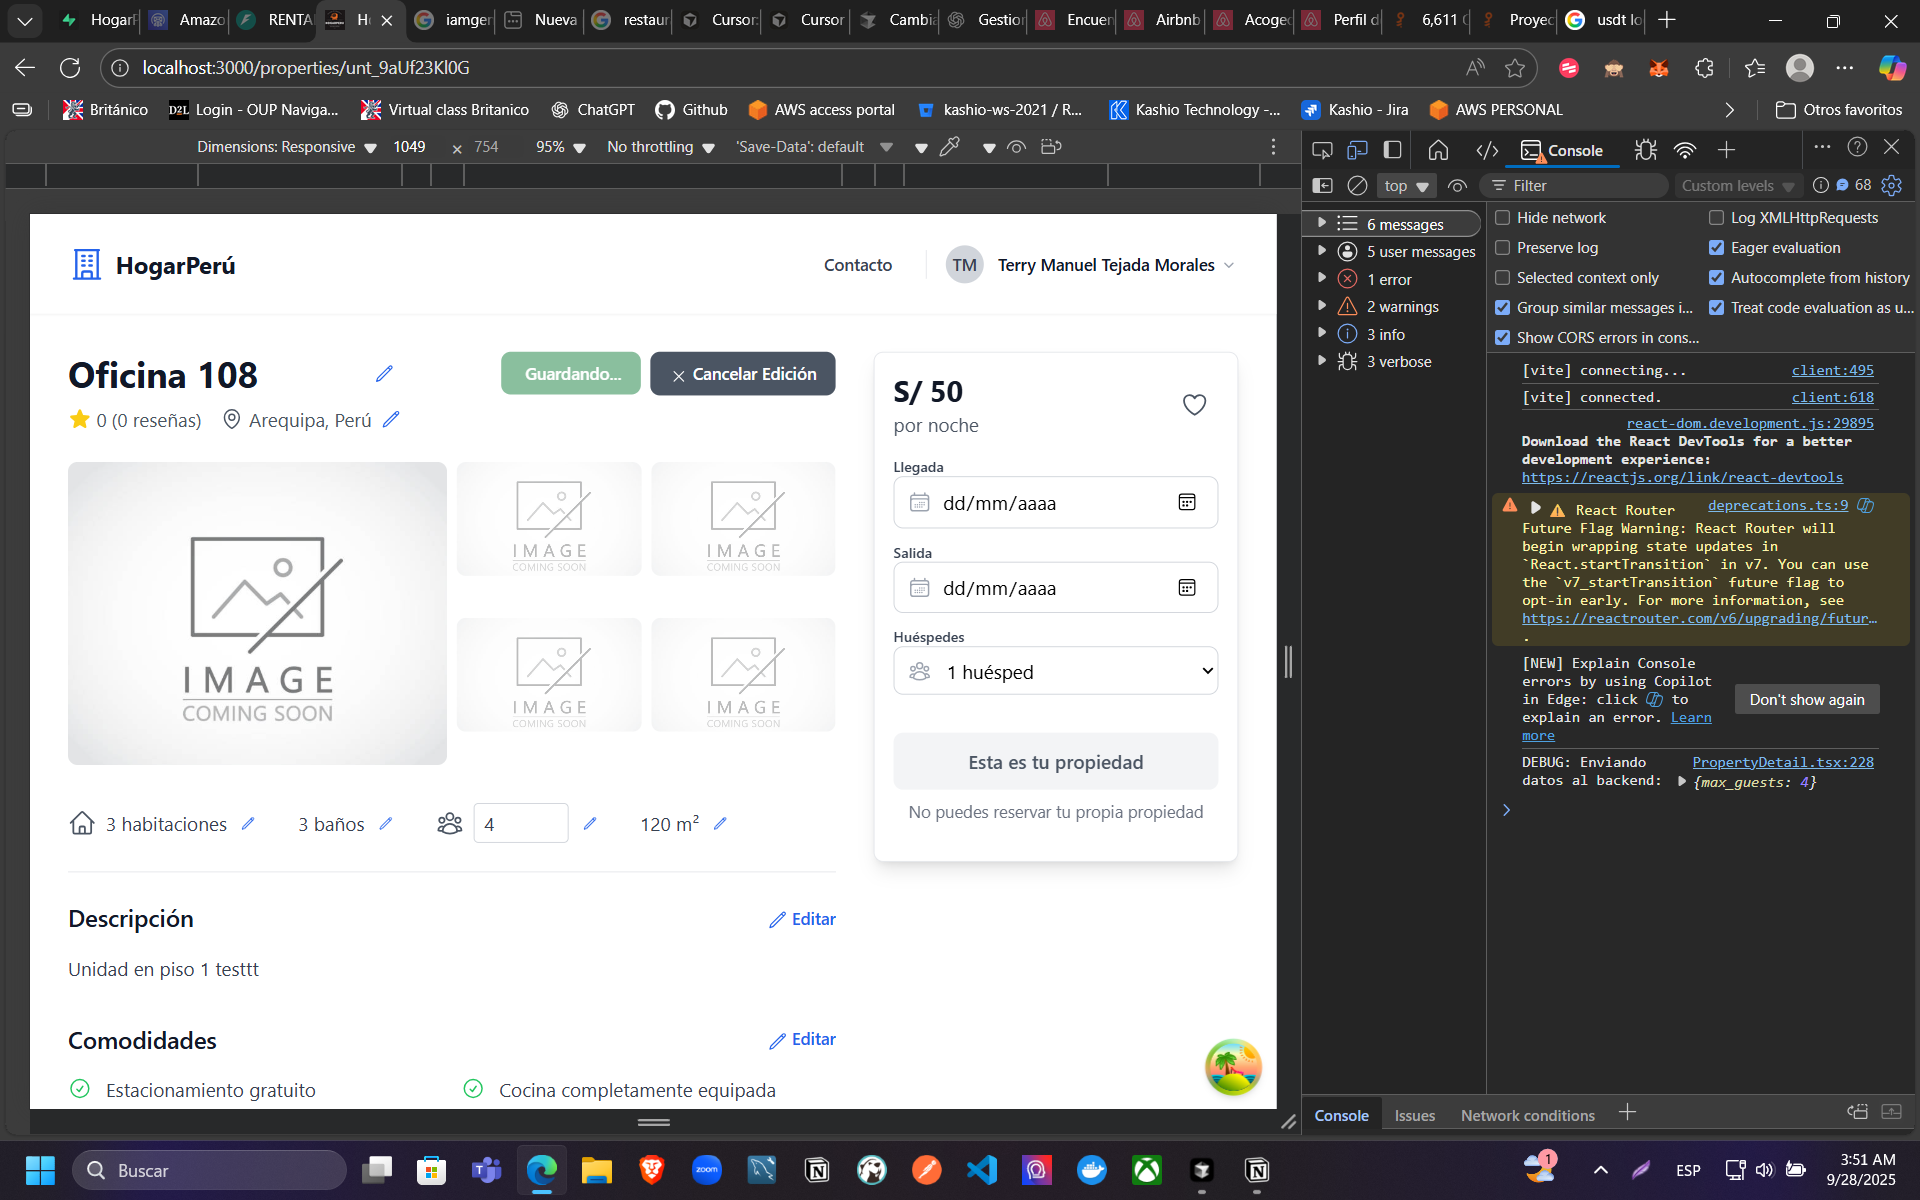 HogarP
Amazo
RENTA
H
iamger
Nueva
restaur
Cursor:
Cursor
Cambia
Gestion
Encuen
Airbnb
Acoge
Perfil d
6,611
Proyec
usdt lo
localhost:3000/properties/unt_9aUf23Kl0G
Británico
D2L Login - OUP Naviga...
Virtual class Britanico
ChatGPT
Github
AWS access portal
kashio-ws-2021 / R...
Kashio Technology -...
Kashio - Jira
AWS PERSONAL
Otros favoritos
Dimensions: Responsive 1049 × 754 95% No throttling 'Save-Data': default
Console
top
Filter
Custom levels
68
6 messages
5 user messages
1 error
2 warnings
3 info
3 verbose
Hide network
Log XMLHttpRequests
Preserve log
Eager evaluation
Selected context only
Autocomplete from history
Group similar messages i...
Treat code evaluation as u...
Show CORS errors in cons...
[vite] connecting... client:495
[vite] connected. client:618
react-dom.development.js:29895
Download the React DevTools for a better
development experience:
https://reactjs.org/link/react-devtools
React Router deprecations.ts:9
Future Flag Warning: React Router will
begin wrapping state updates in
`React.startTransition` in v7. You can use
the `v7_startTransition` future flag to
opt-in early. For more information, see
https://reactrouter.com/v6/upgrading/futur…
.
[NEW] Explain Console
errors by using Copilot
in Edge: click to
explain an error. Learn
more
Don't show again
DEBUG: Enviando PropertyDetail.tsx:228
datos al backend: {max_guests: 4}
Console
Issues
Network conditions
HogarPerú
Contacto
TM
Terry Manuel Tejada Morales
Oficina 108
Guardando...
Cancelar Edición
0 (0 reseñas)
Arequipa, Perú
IMAGE
COMING SOON
IMAGE
COMING SOON
IMAGE
COMING SOON
IMAGE
COMING SOON
IMAGE
COMING SOON
3 habitaciones
3 baños
4
120 m²
Descripción
Editar
Unidad en piso 1 testtt
Comodidades
Editar
Estacionamiento gratuito
Cocina completamente equipada
S/ 50
por noche
Llegada
dd/mm/aaaa
Salida
dd/mm/aaaa
Huéspedes
1 huésped
Esta es tu propiedad
No puedes reservar tu propia propiedad
Buscar
zoom
1
ESP
3:51 AM
9/28/2025